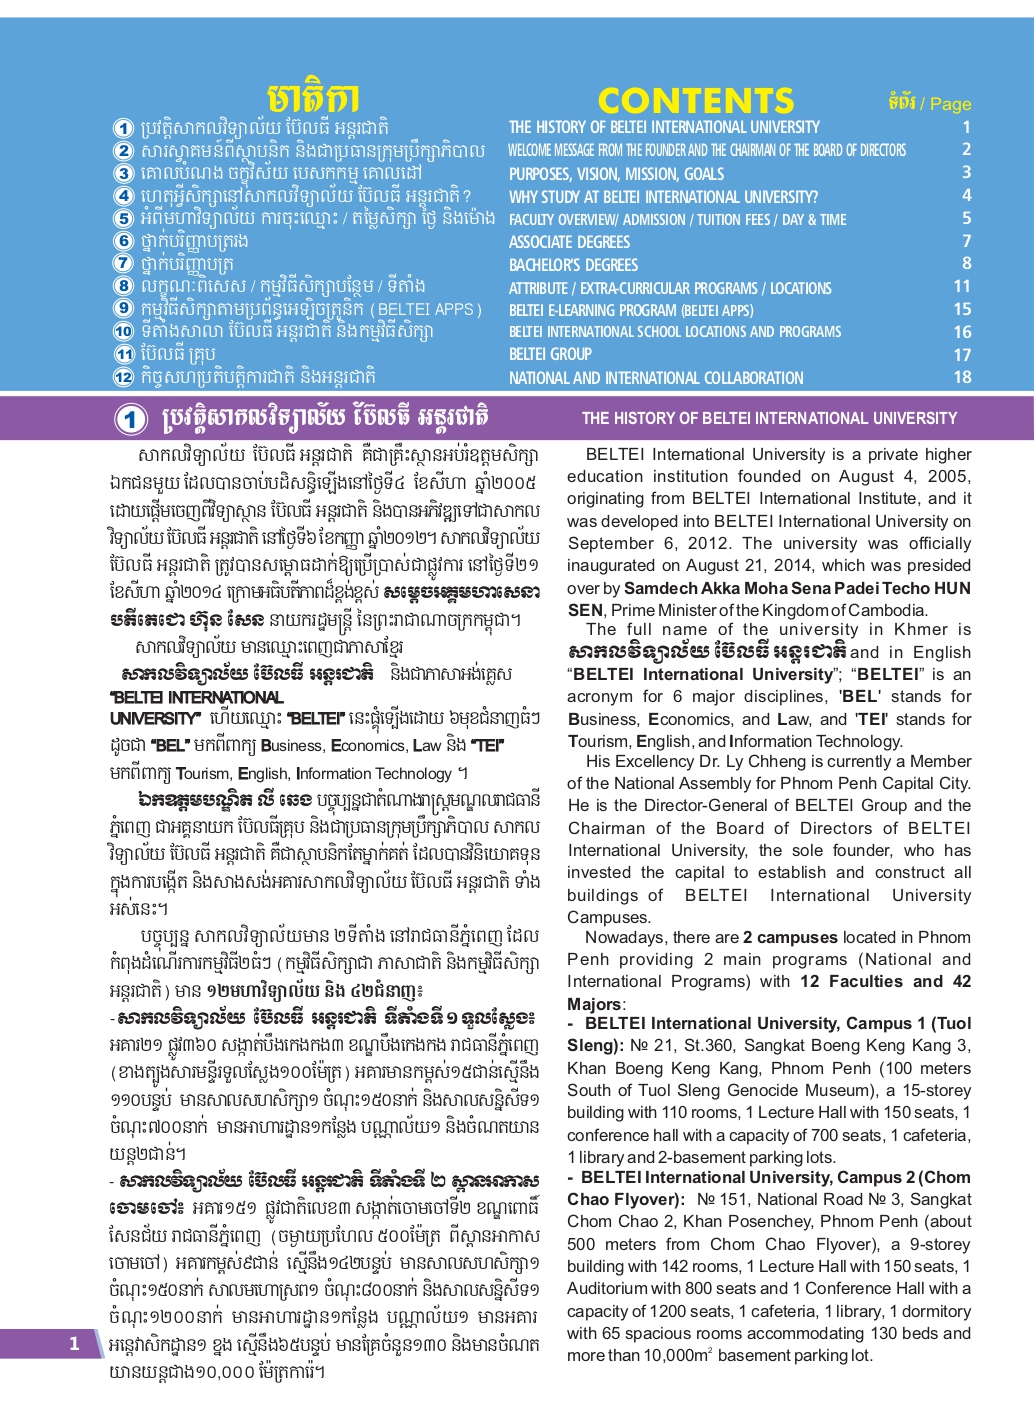 មាតិកា
CONTENTS
ទំព័រ / Page
1 ប្រវត្តិសាកលវិទ្យាល័យ ប៊ែលធី អន្តរជាតិ
THE HISTORY OF BELTEI INTERNATIONAL UNIVERSITY 1
2 សារស្វាគមន៍ពីស្ថាបនិក និងជាប្រធានក្រុមប្រឹក្សាភិបាល
WELCOME MESSAGE FROM THE FOUNDER AND THE CHAIRMAN OF THE BOARD OF DIRECTORS 2
3 គោលបំណង ចក្ខុវិស័យ បេសកកម្ម គោលដៅ
PURPOSES, VISION, MISSION, GOALS 3
4 ហេតុអ្វីសិក្សានៅសាកលវិទ្យាល័យ ប៊ែលធី អន្តរជាតិ ?
WHY STUDY AT BELTEI INTERNATIONAL UNIVERSITY? 4
5 អំពីមហាវិទ្យាល័យ ការចុះឈ្មោះ / តម្លៃសិក្សា ថ្ងៃ និងម៉ោង
FACULTY OVERVIEW/ ADMISSION / TUITION FEES / DAY & TIME 5
6 ថ្នាក់បរិញ្ញាបត្ររង
ASSOCIATE DEGREES 7
7 ថ្នាក់បរិញ្ញាបត្រ
BACHELOR'S DEGREES 8
8 លក្ខណៈពិសេស / កម្មវិធីសិក្សាបន្ថែម / ទីតាំង
ATTRIBUTE / EXTRA-CURRICULAR PROGRAMS / LOCATIONS 11
9 កម្មវិធីសិក្សាតាមប្រព័ន្ធអេឡិចត្រូនិក ( BELTEI APPS )
BELTEI E-LEARNING PROGRAM (BELTEI APPS) 15
10 ទីតាំងសាលា ប៊ែលធី អន្តរជាតិ និងកម្មវិធីសិក្សា
BELTEI INTERNATIONAL SCHOOL LOCATIONS AND PROGRAMS 16
11 ប៊ែលធី គ្រុប
BELTEI GROUP 17
12 កិច្ចសហប្រតិបត្តិការជាតិ និងអន្តរជាតិ
NATIONAL AND INTERNATIONAL COLLABORATION 18
1 ប្រវត្តិសាកលវិទ្យាល័យ ប៊ែលធី អន្តរជាតិ
THE HISTORY OF BELTEI INTERNATIONAL UNIVERSITY
សាកលវិទ្យាល័យ ប៊ែលធី អន្តរជាតិ គឺជាគ្រឹះស្ថានអប់រំឧត្តមសិក្សា
ឯកជនមួយ ដែលបានចាប់បដិសន្ធិឡើងនៅថ្ងៃទី៤ ខែសីហា ឆ្នាំ២០០៥
ដោយផ្តើមចេញពីវិទ្យាស្ថាន ប៊ែលធី អន្តរជាតិ និងបានអភិវឌ្ឍទៅជាសាកល
វិទ្យាល័យ ប៊ែលធី អន្តរជាតិ នៅថ្ងៃទី៦ ខែកញ្ញា ឆ្នាំ២០១២។ សាកលវិទ្យាល័យ
ប៊ែលធី អន្តរជាតិ ត្រូវបានសម្ពោធដាក់ឱ្យប្រើប្រាស់ជាផ្លូវការ នៅថ្ងៃទី២១
ខែសីហា ឆ្នាំ២០១៤ ក្រោមអធិបតីភាពដ៏ខ្ពង់ខ្ពស់ សម្តេចអគ្គមហាសេនា
បតីតេជោ ហ៊ុន សែន នាយករដ្ឋមន្ត្រី នៃព្រះរាជាណាចក្រកម្ពុជា។
សាកលវិទ្យាល័យ មានឈ្មោះពេញជាភាសាខ្មែរ
សាកលវិទ្យាល័យ ប៊ែលធី អន្តរជាតិ និងជាភាសាអង់គ្លេស
“BELTEI INTERNATIONAL
UNIVERSITY” ហើយឈ្មោះ “BELTEI” នេះផ្គុំឡើងដោយ ៦មុខជំនាញធំៗ
ដូចជា “BEL” មកពីពាក្យ Business, Economics, Law និង “TEI”
មកពីពាក្យ Tourism, English, Information Technology ។
ឯកឧត្តមបណ្ឌិត លី ឆេង បច្ចុប្បន្នជាតំណាងរាស្ត្រមណ្ឌលរាជធានី
ភ្នំពេញ ជាអគ្គនាយក ប៊ែលធីគ្រុប និងជាប្រធានក្រុមប្រឹក្សាភិបាល សាកល
វិទ្យាល័យ ប៊ែលធី អន្តរជាតិ គឺជាស្ថាបនិកតែម្នាក់គត់ ដែលបានវិនិយោគទុន
ក្នុងការបង្កើត និងសាងសង់អគារសាកលវិទ្យាល័យ ប៊ែលធី អន្តរជាតិ ទាំង
អស់នេះ។
បច្ចុប្បន្ន សាកលវិទ្យាល័យមាន ២ទីតាំង នៅរាជធានីភ្នំពេញ ដែល
កំពុងដំណើរការកម្មវិធី២ធំៗ ( កម្មវិធីសិក្សាជា ភាសាជាតិ និងកម្មវិធីសិក្សា
អន្តរជាតិ ) មាន ១២មហាវិទ្យាល័យ និង ៤២ជំនាញ៖
-សាកលវិទ្យាល័យ ប៊ែលធី អន្តរជាតិ ទីតាំងទី ១ ទួលស្លែង៖
អគារ២១ ផ្លូវ៣៦០ សង្កាត់បឹងកេងកង៣ ខណ្ឌបឹងកេងកង រាជធានីភ្នំពេញ
(ខាងត្បូងសារមន្ទីរទួលស្លែង១០០ម៉ែត្រ) អគារមានកម្ពស់១៥ជាន់ស្មើនឹង
១១០បន្ទប់ មានសាលសហសិក្សា១ ចំណុះ១៥០នាក់ និងសាលសន្និសីទ១
ចំណុះ៧០០នាក់ មានអាហារដ្ឋាន១កន្លែង បណ្ណាល័យ១ និងចំណតយាន
យន្ត២ជាន់។
- សាកលវិទ្យាល័យ ប៊ែលធី អន្តរជាតិ ទីតាំងទី ២ ស្ពានអាកាស
ចោមចៅ៖ អគារ១៥១ ផ្លូវជាតិលេខ៣ សង្កាត់ចោមចៅទី២ ខណ្ឌពោធិ៍
សែនជ័យ រាជធានីភ្នំពេញ (ចម្ងាយប្រហែល ៥០០ម៉ែត្រ ពីស្ពានអាកាស
ចោមចៅ) អគារកម្ពស់៩ជាន់ ស្មើនឹង១៤២បន្ទប់ មានសាលសហសិក្សា១
ចំណុះ១៥០នាក់ សាលមហោស្រព១ ចំណុះ៨០០នាក់ និងសាលសន្និសីទ១
ចំណុះ១២០០នាក់ មានអាហារដ្ឋាន១កន្លែង បណ្ណាល័យ១ មានអគារ
អន្តេវាសិកដ្ឋាន១ ខ្នង ស្មើនឹង៦៥បន្ទប់ មានគ្រែចំនួន១៣០ និងមានចំណត
យានយន្តជាង១០,០០០ ម៉ែត្រការ៉េ។
BELTEI International University is a private higher
education institution founded on August 4, 2005,
originating from BELTEI International Institute, and it
was developed into BELTEI International University on
September 6, 2012. The university was officially
inaugurated on August 21, 2014, which was presided
over by Samdech Akka Moha Sena Padei Techo HUN
SEN, Prime Minister of the Kingdom of Cambodia.
The full name of the university in Khmer is
សាកលវិទ្យាល័យ ប៊ែលធី អន្តរជាតិ and in English
“BELTEI International University”; “BELTEI” is an
acronym for 6 major disciplines, 'BEL' stands for
Business, Economics, and Law, and 'TEI' stands for
Tourism, English, and Information Technology.
His Excellency Dr. Ly Chheng is currently a Member
of the National Assembly for Phnom Penh Capital City.
He is the Director-General of BELTEI Group and the
Chairman of the Board of Directors of BELTEI
International University, the sole founder, who has
invested the capital to establish and construct all
buildings of BELTEI International University
Campuses.
Nowadays, there are 2 campuses located in Phnom
Penh providing 2 main programs (National and
International Programs) with 12 Faculties and 42
Majors:
- BELTEI International University, Campus 1 (Tuol
Sleng): № 21, St.360, Sangkat Boeng Keng Kang 3,
Khan Boeng Keng Kang, Phnom Penh (100 meters
South of Tuol Sleng Genocide Museum), a 15-storey
building with 110 rooms, 1 Lecture Hall with 150 seats, 1
conference hall with a capacity of 700 seats, 1 cafeteria,
1 library and 2-basement parking lots.
- BELTEI International University, Campus 2 (Chom
Chao Flyover): № 151, National Road № 3, Sangkat
Chom Chao 2, Khan Posenchey, Phnom Penh (about
500 meters from Chom Chao Flyover), a 9-storey
building with 142 rooms, 1 Lecture Hall with 150 seats, 1
Auditorium with 800 seats and 1 Conference Hall with a
capacity of 1200 seats, 1 cafeteria, 1 library, 1 dormitory
with 65 spacious rooms accommodating 130 beds and
more than 10,000m² basement parking lot.
1